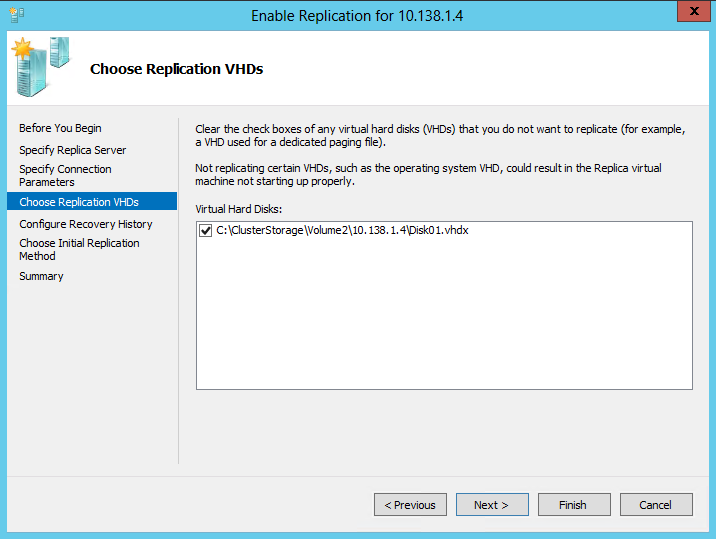 Enable Replication for 10.138.1.4
X
Choose Replication VHDs
Before You Begin
Specify Replica Server
Specify Connection
Parameters
Choose Replication VHDs
Configure Recovery History
Choose Initial Replication
Method
Summary
Clear the check boxes of any virtual hard disks (VHDs) that you do not want to replicate (for example,
a VHD used for a dedicated paging file).
Not replicating certain VHDs, such as the operating system VHD, could result in the Replica virtual
machine not starting up properly.
Virtual Hard Disks:
C:\ClusterStorage\Volume2\10.138.1.4\Disk01.vhdx
< Previous
Next >
Finish
Cancel